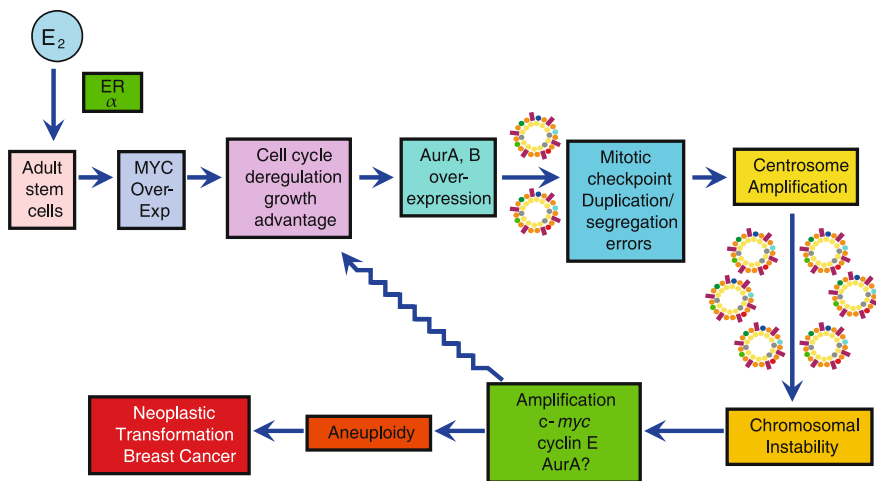 E₂
ER
α
Adult
stem
cells
MYC
Over-
Exp
Cell cycle
deregulation
growth
advantage
AurA, B
over-
expression
Mitotic
checkpoint
Duplication/
segregation
errors
Centrosome
Amplification
Chromosomal
Instability
Amplification
c-myc
cyclin E
AurA?
Aneuploidy
Neoplastic
Transformation
Breast Cancer